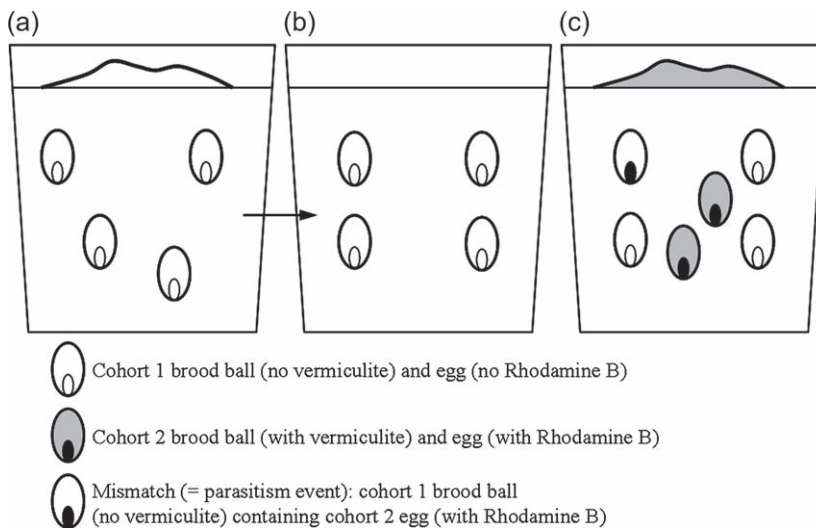 (a)
(b)
(c)
Cohort 1 brood ball (no vermiculite) and egg (no Rhodamine B)
Cohort 2 brood ball (with vermiculite) and egg (with Rhodamine B)
Mismatch (= parasitism event): cohort 1 brood ball
(no vermiculite) containing cohort 2 egg (with Rhodamine B)